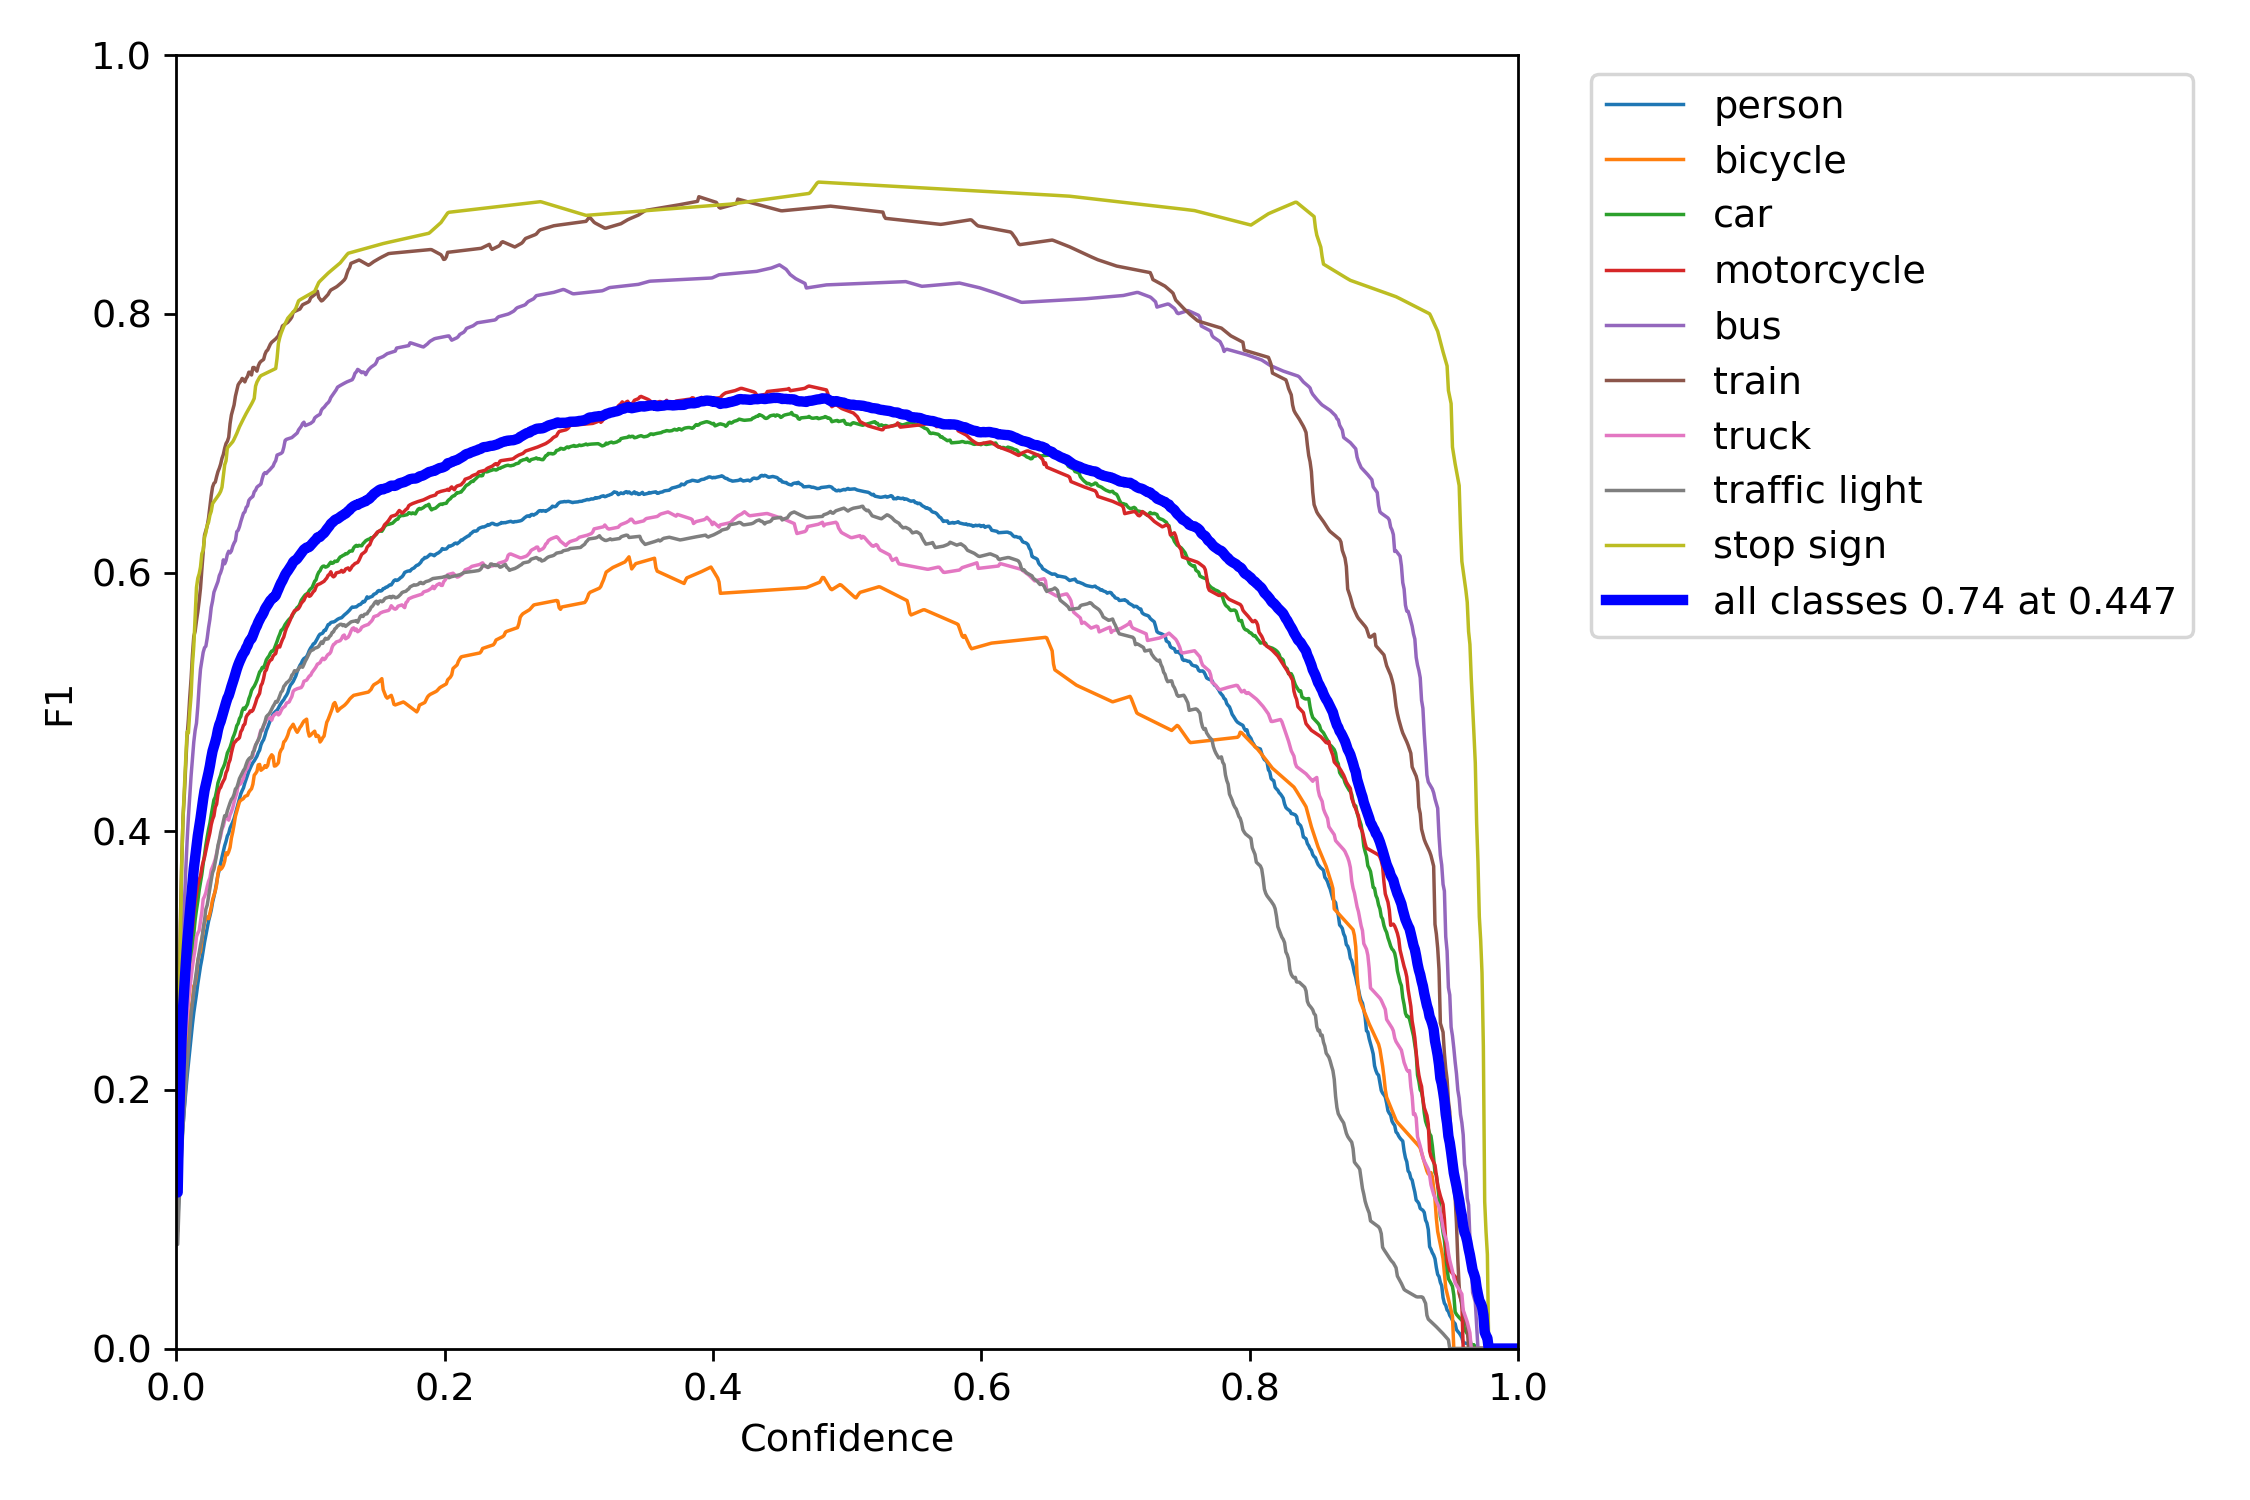 1.0
0.8
0.6
0.4
0.2
0.0
F1
0.0 0.2 0.4 0.6 0.8 1.0
Confidence
person
bicycle
car
motorcycle
bus
train
truck
traffic light
stop sign
all classes 0.74 at 0.447